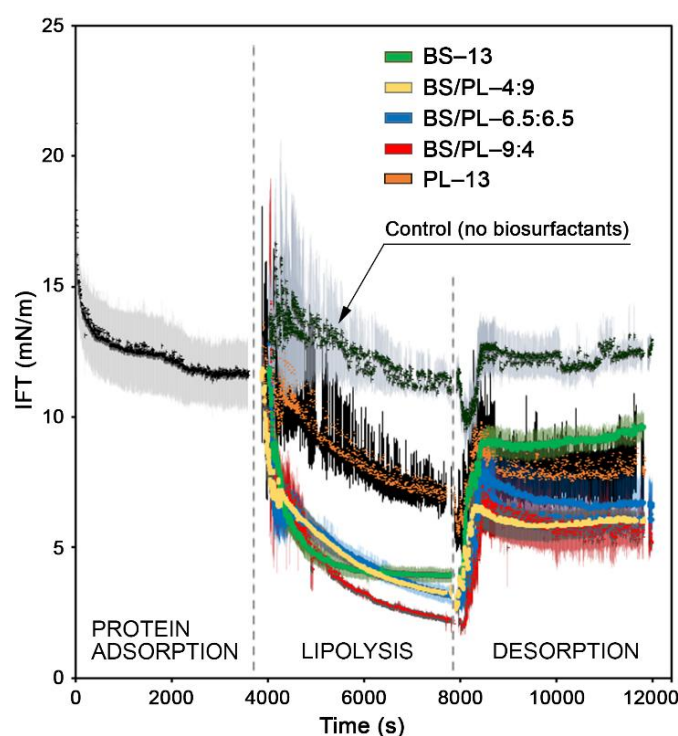 25
20
15
10
5
0
IFT (mN/m)
BS–13
BS/PL–4:9
BS/PL–6.5:6.5
BS/PL–9:4
PL–13
Control (no biosurfactants)
PROTEIN
ADSORPTION
LIPOLYSIS
DESORPTION
0
2000
4000
6000
8000
10000
12000
Time (s)